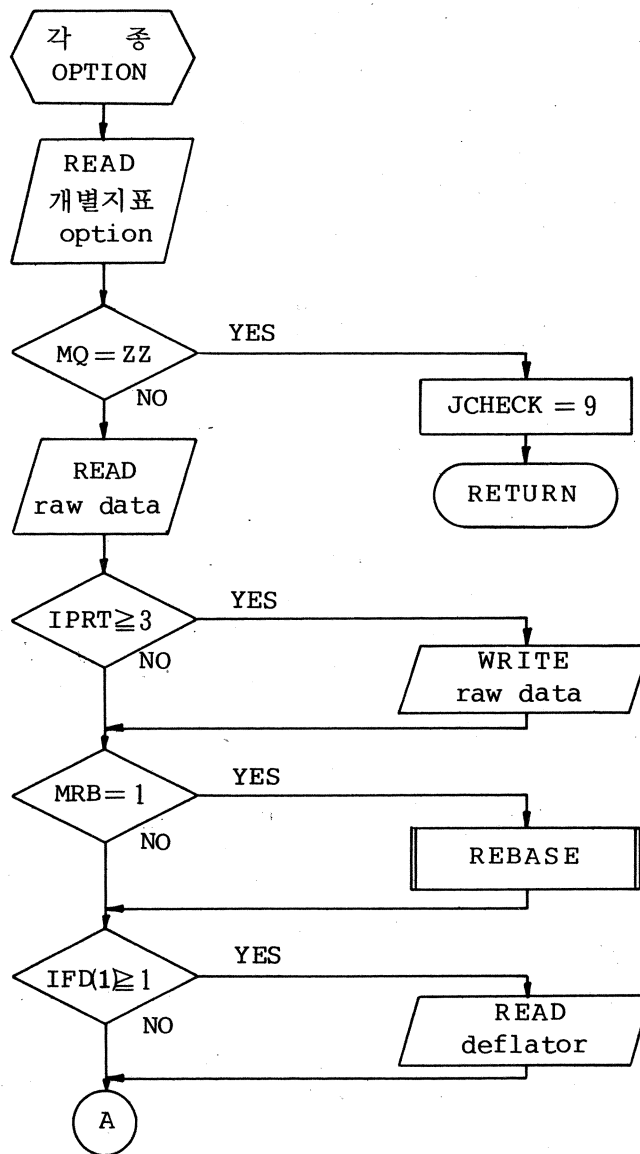 각 종
OPTION
READ
개별지표
option
MQ = ZZ
YES
NO
JCHECK = 9
RETURN
READ
raw data
IPRT≧3
YES
NO
WRITE
raw data
MRB = 1
YES
NO
REBASE
IFD(1)≧1
YES
NO
READ
deflator
A